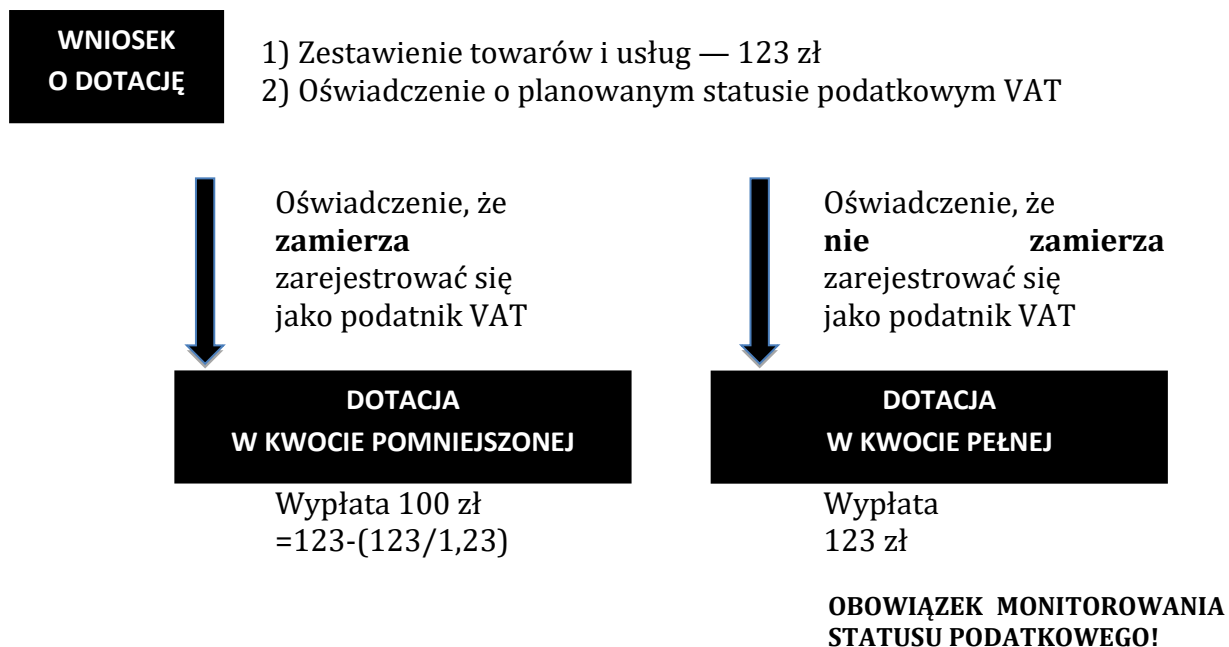 WNIOSEK
O DOTACJĘ
1) Zestawienie towarów i usług — 123 zł
2) Oświadczenie o planowanym statusie podatkowym VAT
Oświadczenie, że
zamierza
zarejestrować się
jako podatnik VAT
DOTACJA
W KWOCIE POMNIEJSZONEJ
Wypłata 100 zł
=123-(123/1,23)
Oświadczenie, że
nie zamierza
zarejestrować się
jako podatnik VAT
DOTACJA
W KWOCIE PEŁNEJ
Wypłata
123 zł
OBOWIĄZEK MONITOROWANIA
STATUSU PODATKOWEGO!